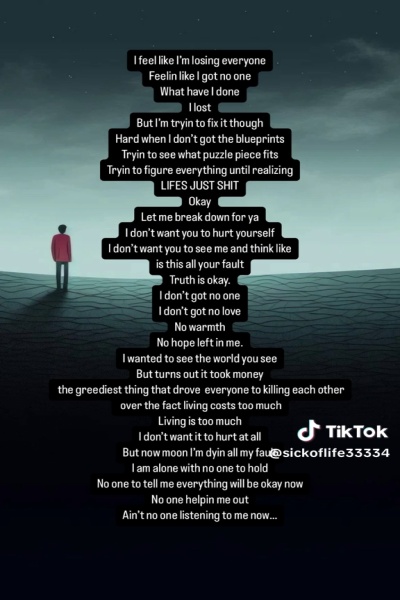 I feel like I'm losing everyone
Feelin like I got no one
What have I done
I lost
But I'm tryin to fix it though
Hard when I don't got the blueprints
Tryin to see what puzzle piece fits
Tryin to figure everything until realizing
LIFES JUST SHIT
Okay
Let me break down for ya
I don't want you to hurt yourself
I don't want you to see me and think like
is this all your fault
Truth is okay.
I don't got no one
I don't got no love
No warmth
No hope left in me.
I wanted to see the world you see
But turns out it took money
the greediest thing that drove everyone to killing each other
over the fact living costs too much
Living is too much
I don't want it to hurt at all
But now moon I'm dyin all my fau
I am alone with no one to hold
No one to tell me everything will be okay now
No one helpin me out
Ain't no one listening to me now...
TikTok
@sickoflife33334